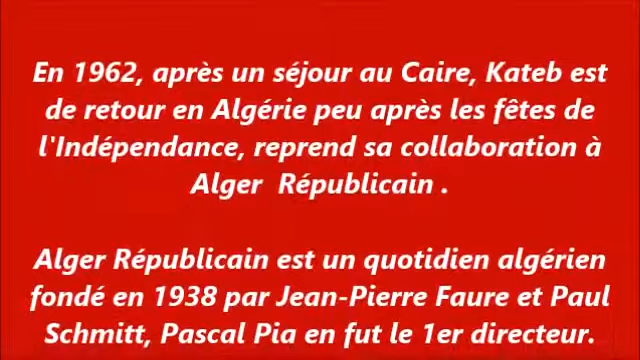 En 1962, après un séjour au Caire, Kateb est
de retour en Algérie peu après les fêtes de
l'Indépendance, reprend sa collaboration à
Alger  Républicain .
Alger Républicain est un quotidien algérien
fondé en 1938 par Jean-Pierre Faure et Paul
Schmitt, Pascal Pia en fut le 1er directeur.